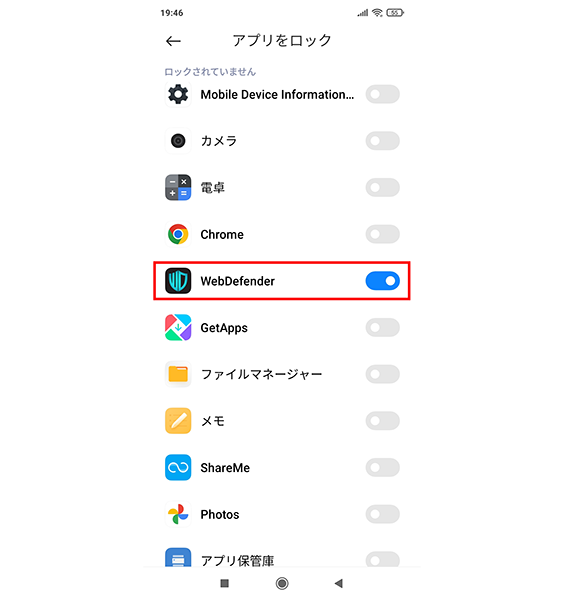 19:46
55
アプリをロック
ロックされていません
Mobile Device Information...
カメラ
電卓
Chrome
WebDefender
GetApps
ファイルマネージャー
メモ
ShareMe
Photos
アプリ保管庫